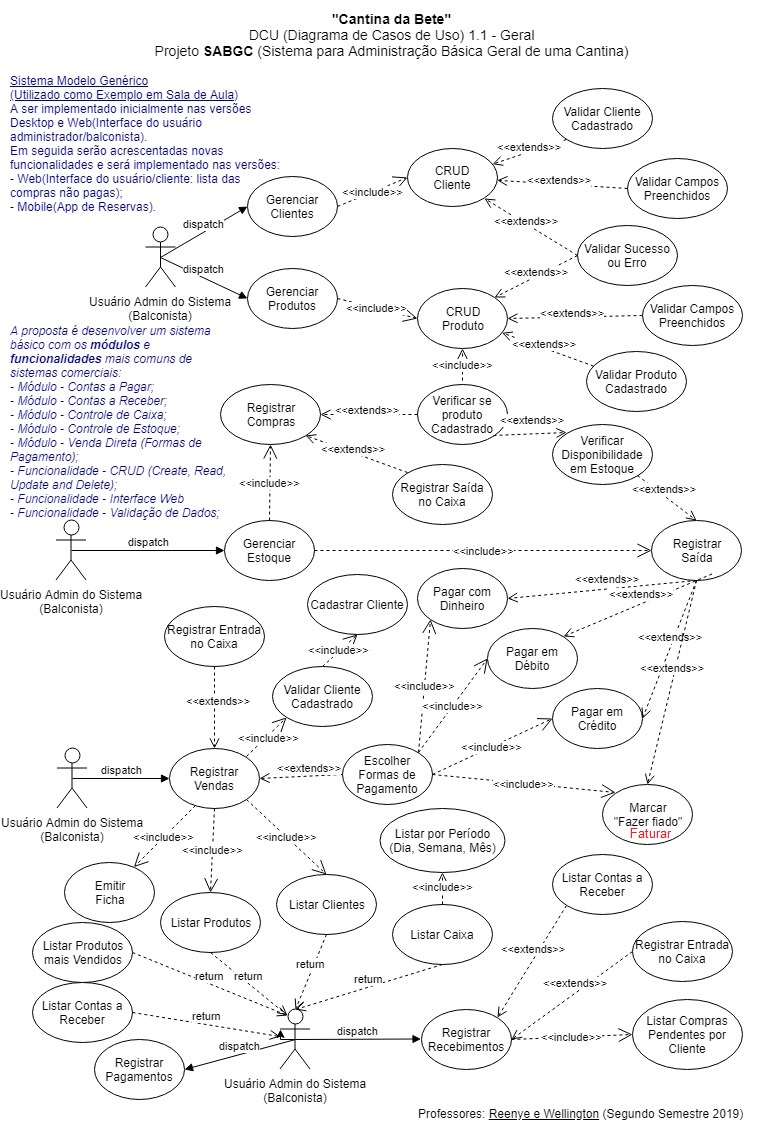 "Cantina da Bete"
DCU (Diagrama de Casos de Uso) 1.1 - Geral
Projeto SABGC (Sistema para Administração Básica Geral de uma Cantina)
Sistema Modelo Genérico
(Utilizado como Exemplo em Sala de Aula)
A ser implementado inicialmente nas versões
Desktop e Web(Interface do usuário
administrador/balconista).
Em seguida serão acrescentadas novas
funcionalidades e será implementado nas versões:
- Web(Interface do usuário/cliente: lista das
compras não pagas);
- Mobile(App de Reservas).
Validar Cliente
Cadastrado
<<extends>>
CRUD
Cliente
<<extends>>
Validar Campos
Preenchidos
<<include>>
Gerenciar
Clientes
dispatch
<<extends>>
Validar Sucesso
ou Erro
<<extends>>
dispatch
Gerenciar
Produtos
Usuário Admin do Sistema
(Balconista)
<<include>>
CRUD
Produto
<<extends>>
Validar Campos
Preenchidos
<<extends>>
Validar Produto
Cadastrado
<<include>>
A proposta é desenvolver um sistema
básico com os módulos e
funcionalidades mais comuns de
sistemas comerciais:
- Módulo - Contas a Pagar;
- Módulo - Contas a Receber;
- Módulo - Controle de Caixa;
- Módulo - Controle de Estoque;
- Módulo - Venda Direta (Formas de
Pagamento);
- Funcionalidade - CRUD (Create, Read,
Update and Delete);
- Funcionalidade - Interface Web
- Funcionalidade - Validação de Dados;
Registrar
Compras
<<extends>>
Verificar se
produto
Cadastrado
<<extends>>
Verificar
Disponibilidade
em Estoque
<<extends>>
<<include>>
Registrar Saída
no Caixa
<<extends>>
dispatch
Gerenciar
Estoque
<<include>>
Registrar
Saída
Usuário Admin do Sistema
(Balconista)
<<extends>>
<<extends>>
<<extends>>
<<extends>>
Cadastrar Cliente
Pagar com
Dinheiro
Registrar Entrada
no Caixa
<<include>>
Pagar em
Débito
<<extends>>
Validar Cliente
Cadastrado
<<include>>
<<include>>
<<include>>
Pagar em
Crédito
<<include>>
dispatch
Registrar
Vendas
<<extends>>
Escolher
Formas de
Pagamento
<<include>>
Marcar
"Fazer fiado"
Faturar
Usuário Admin do Sistema
(Balconista)
<<include>>
<<include>>
<<include>>
Listar por Período
(Dia, Semana, Mês)
Emitir
Ficha
Listar Produtos
Listar Clientes
<<include>>
Listar Caixa
Listar Contas a
Receber
Listar Produtos
mais Vendidos
Registrar Entrada
no Caixa
<<extends>>
<<extends>>
return
return
return
return
Listar Contas a
Receber
return
dispatch
Registrar
Recebimentos
<<include>>
Listar Compras
Pendentes por
Cliente
dispatch
Registrar
Pagamentos
Usuário Admin do Sistema
(Balconista)
Professores: Reenye e Wellington (Segundo Semestre 2019)